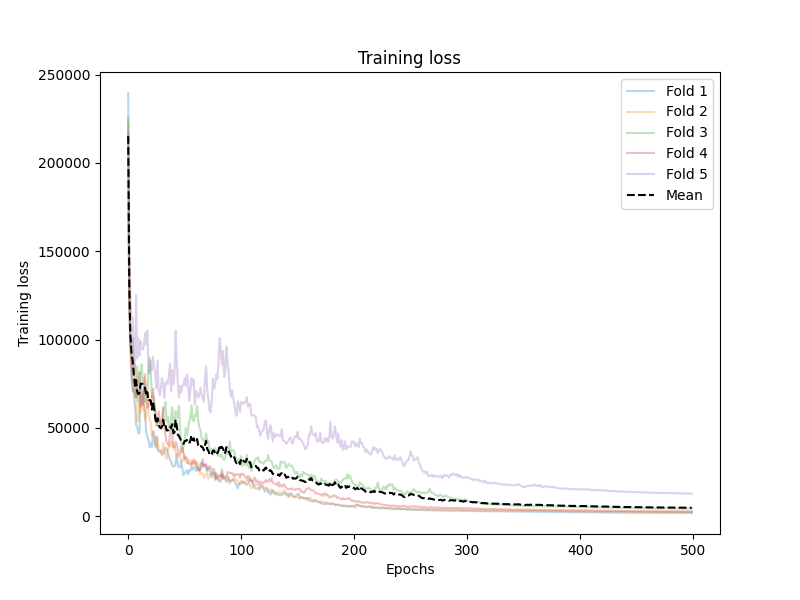 Training loss
250000
200000
150000
100000
50000
0
Training loss
0 100 200 300 400 500
Epochs
Fold 1
Fold 2
Fold 3
Fold 4
Fold 5
Mean